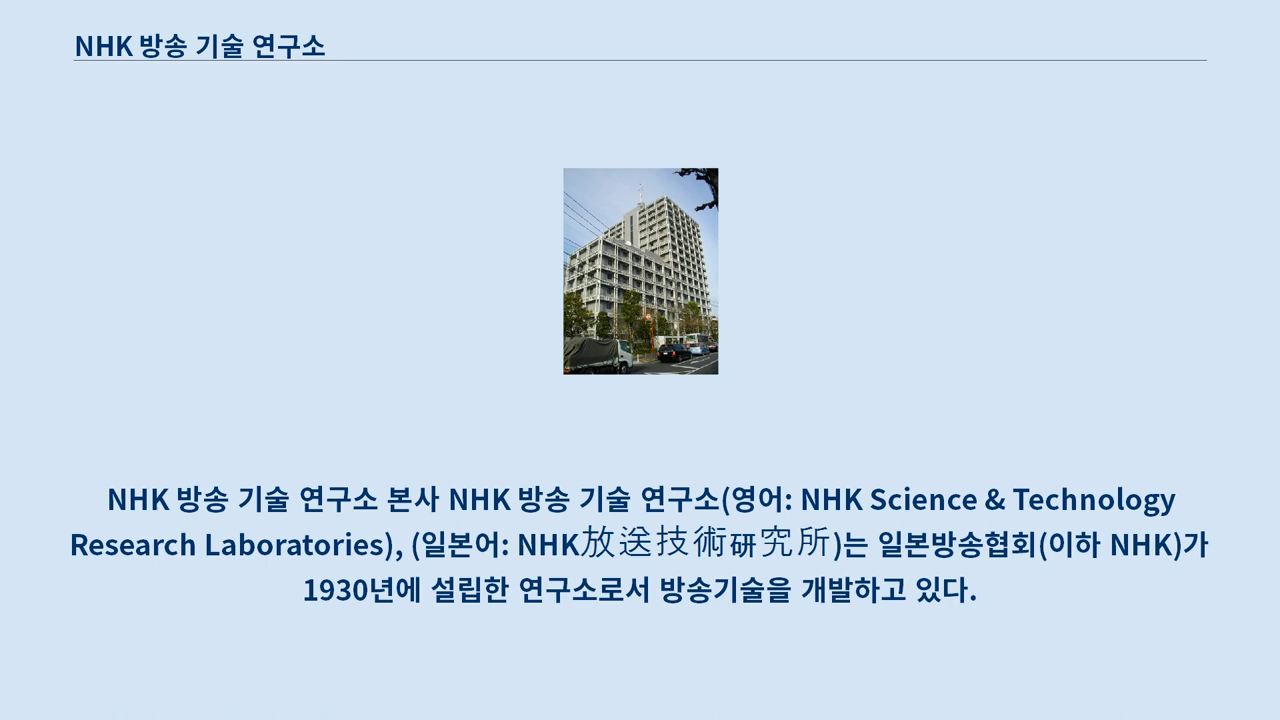 NHK 방송 기술 연구소
NHK 방송 기술 연구소 본사 NHK 방송 기술 연구소(영어: NHK Science & Technology
Research Laboratories), (일본어: NHK放送技術研究所)는 일본방송협회(이하 NHK)가
1930년에 설립한 연구소로서 방송기술을 개발하고 있다.